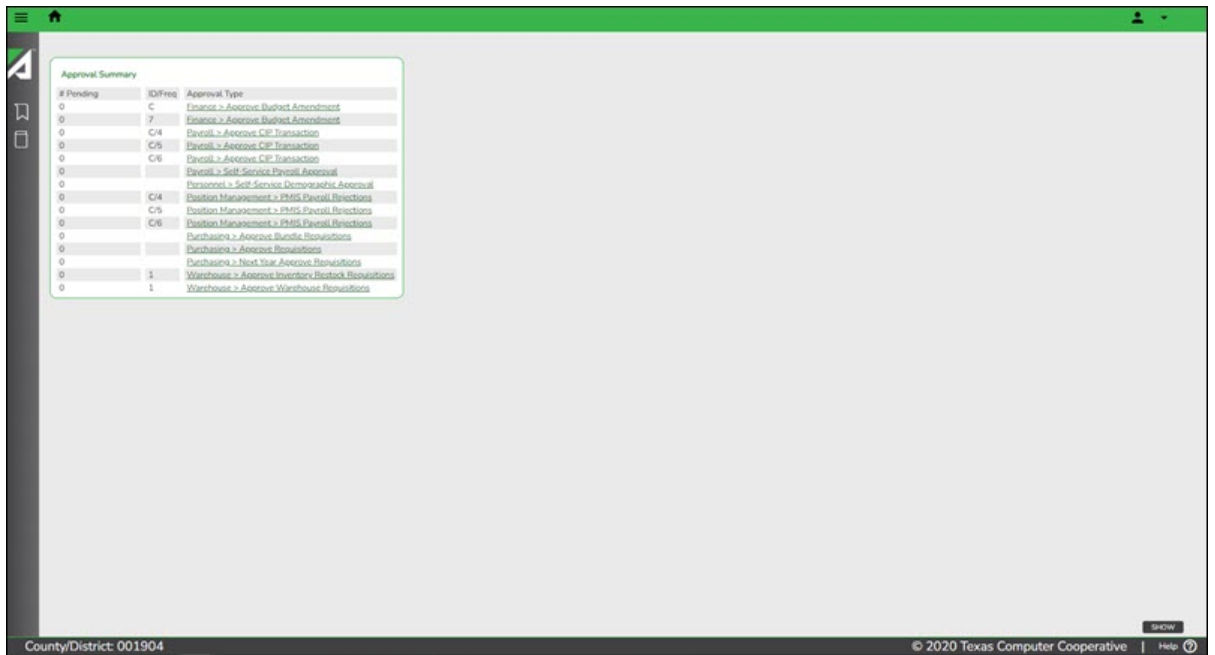 Approval Summary
# Pending ID/Freq Approval Type
0 C Finance > Approve Budget Amendment
0 7 Finance > Approve Budget Amendment
0 C/4 Payroll > Approve CIP Transaction
0 C/5 Payroll > Approve CIP Transaction
0 C/6 Payroll > Approve CIP Transaction
0 Payroll > Self-Service Payroll Approval
0 Personnel > Self-Service Demographic Approval
0 C/4 Position Management > PMIS Payroll Rejections
0 C/5 Position Management > PMIS Payroll Rejections
0 C/6 Position Management > PMIS Payroll Rejections
0 Purchasing > Approve Bundle Requisitions
0 Purchasing > Approve Requisitions
0 Purchasing > Next Year Approve Requisitions
0 1 Warehouse > Approve Inventory Restock Requisitions
0 1 Warehouse > Approve Warehouse Requisitions
SHOW
County/District: 001904 © 2020 Texas Computer Cooperative | Help ?